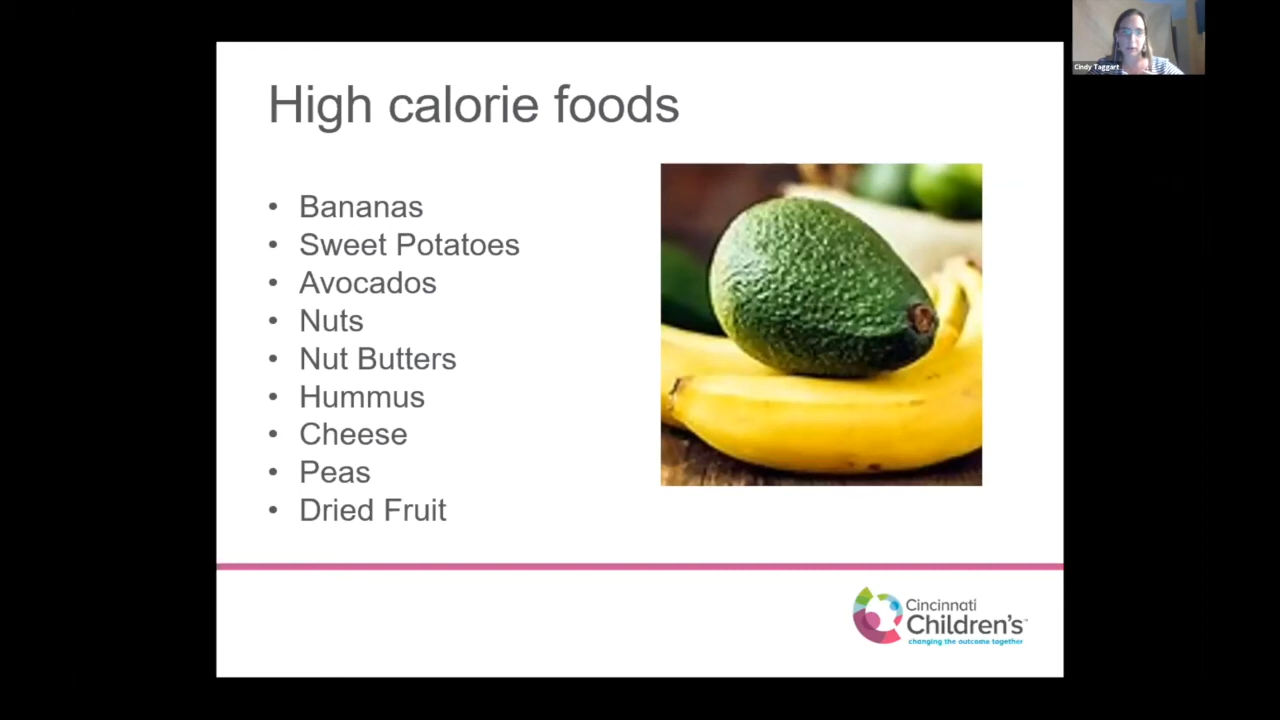 Cindy Taggart
High calorie foods
• Bananas
• Sweet Potatoes
• Avocados
• Nuts
• Nut Butters
• Hummus
• Cheese
• Peas
• Dried Fruit
Cincinnati
Children's™
changing the outcome together